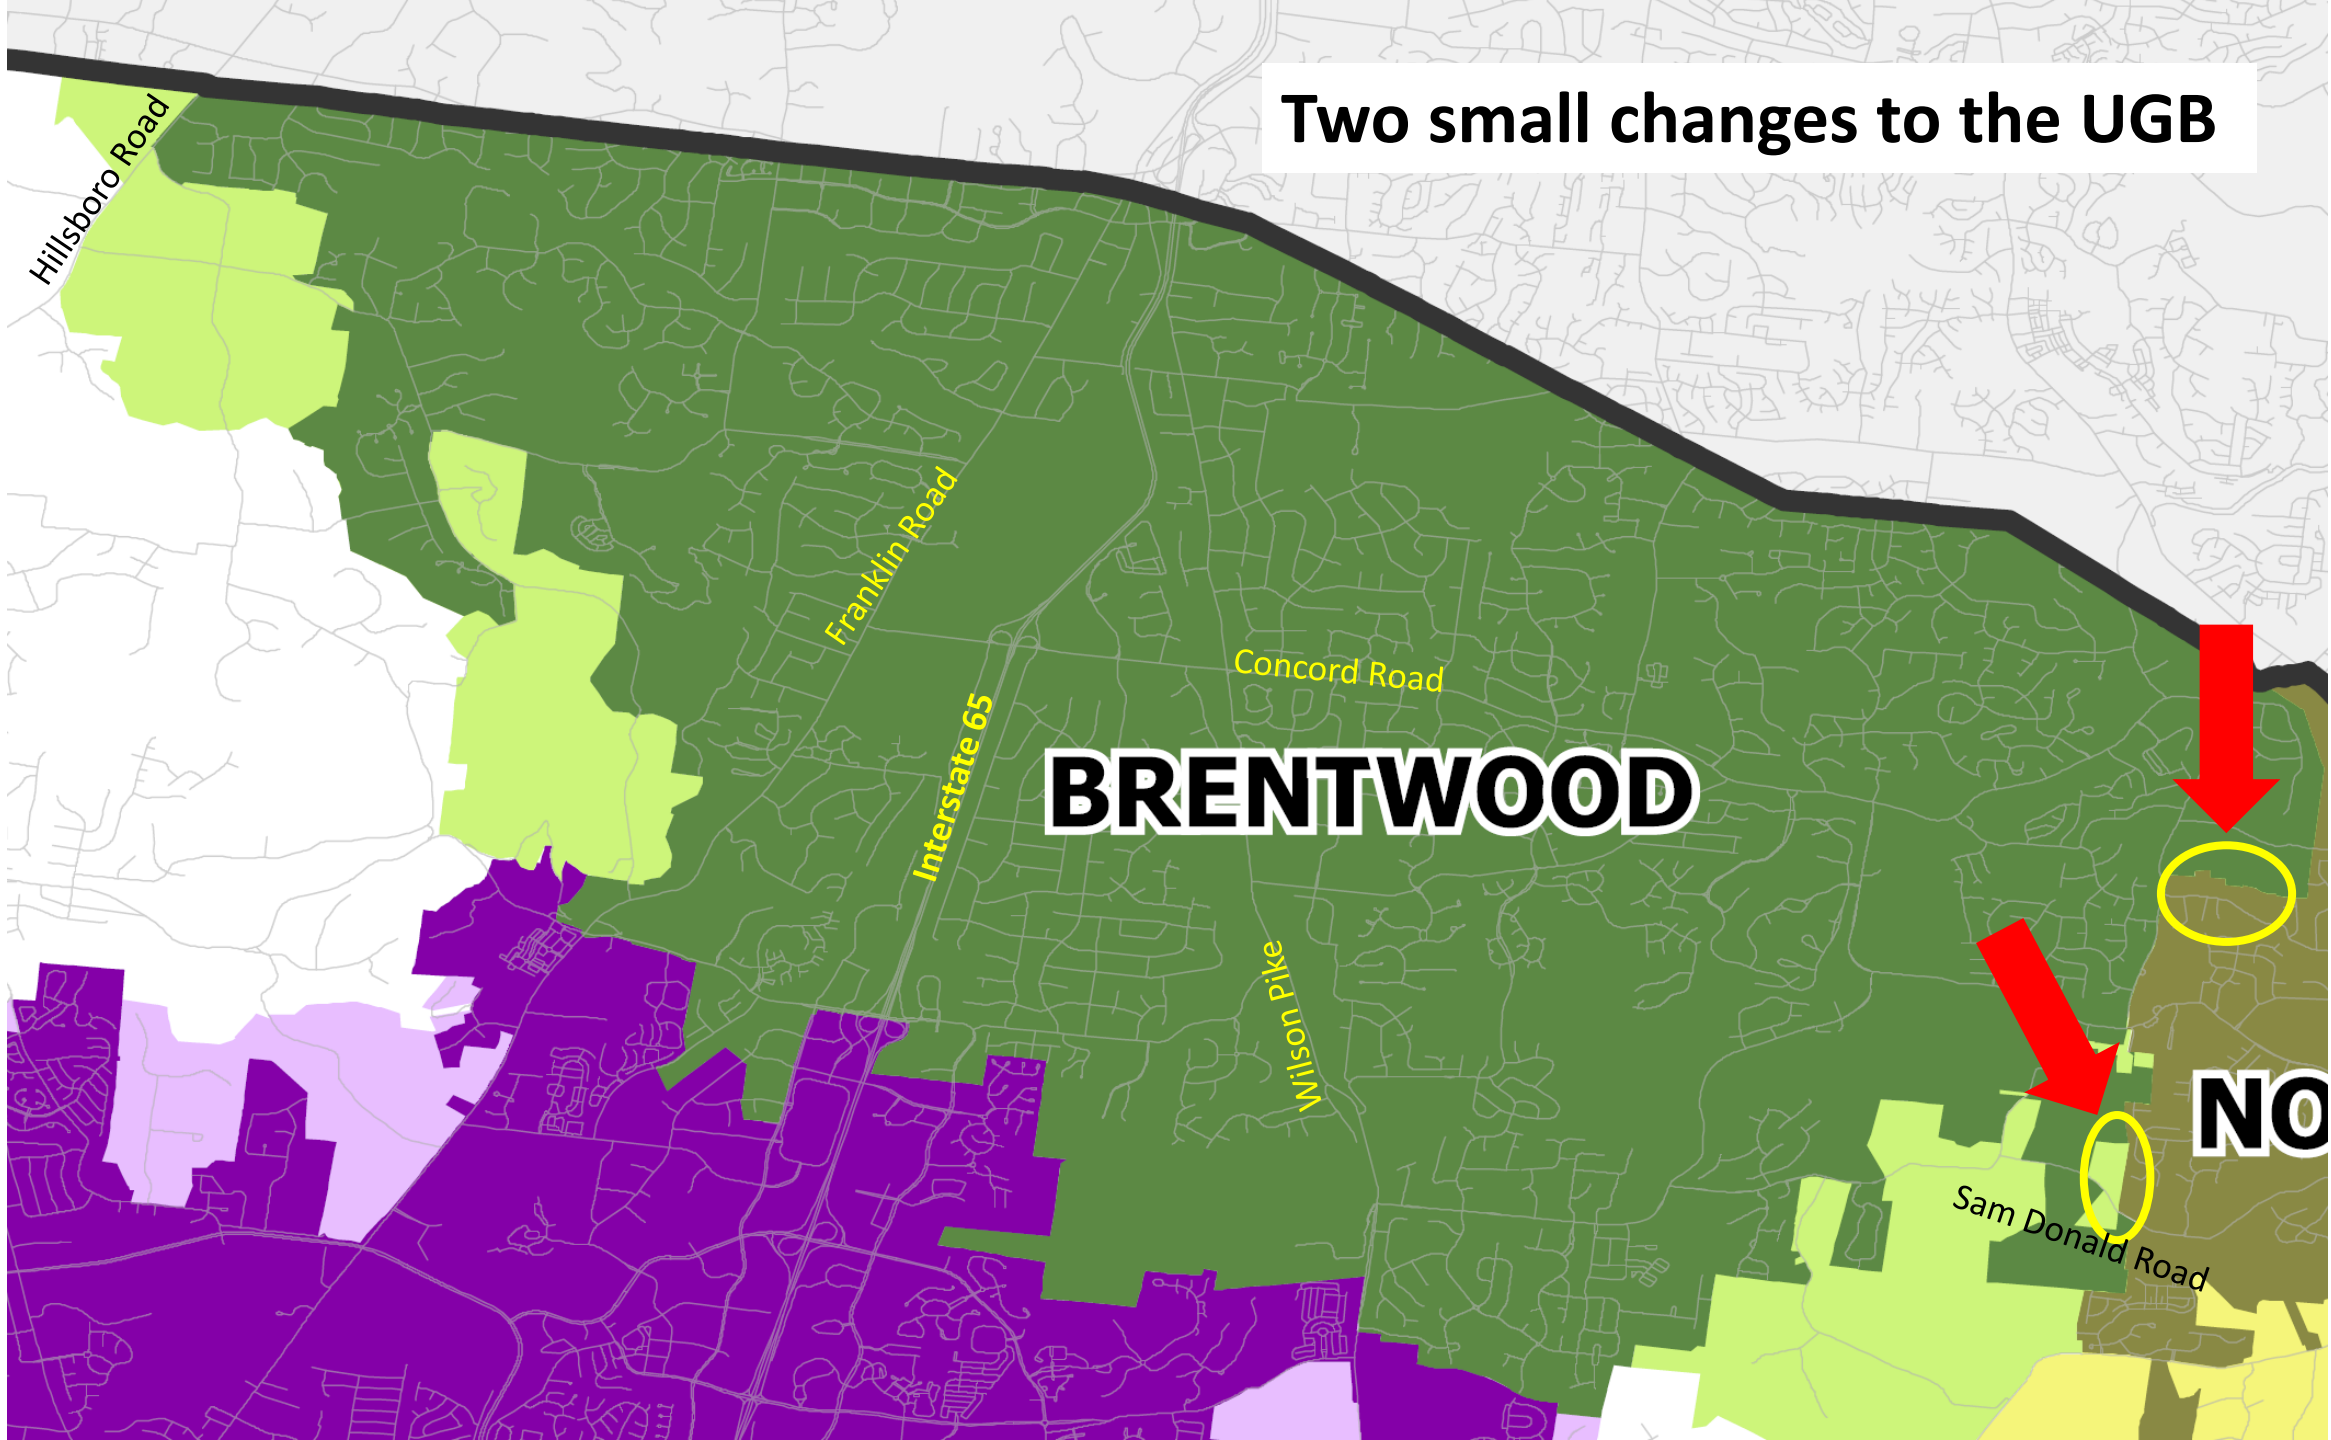 Two small changes to the UGB
Hillsboro Road
Franklin Road
Concord Road
Interstate 65
BRENTWOOD
Wilson Pike
NO
Sam Donald Road